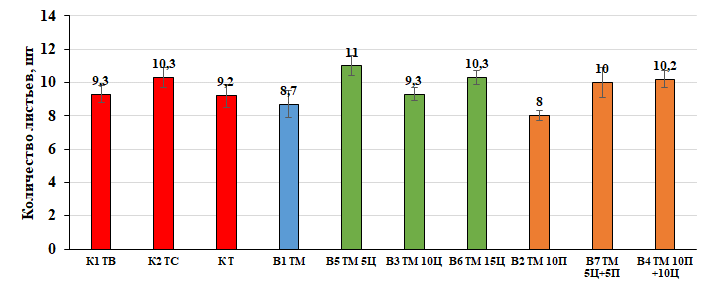 Количество листьев, шт
14
12
10
8
6
4
2
0
9,3
10,3
9,2
8,7
11
9,3
10,3
8
10
10,2
К1 ТВ
К2 ТС
К Т
В1 ТМ
В5 ТМ 5Ц
В3 ТМ 10Ц
В6 ТМ 15Ц
В2 ТМ 10П
В7 ТМ
5Ц+5П
В4 ТМ 10П
+10Ц